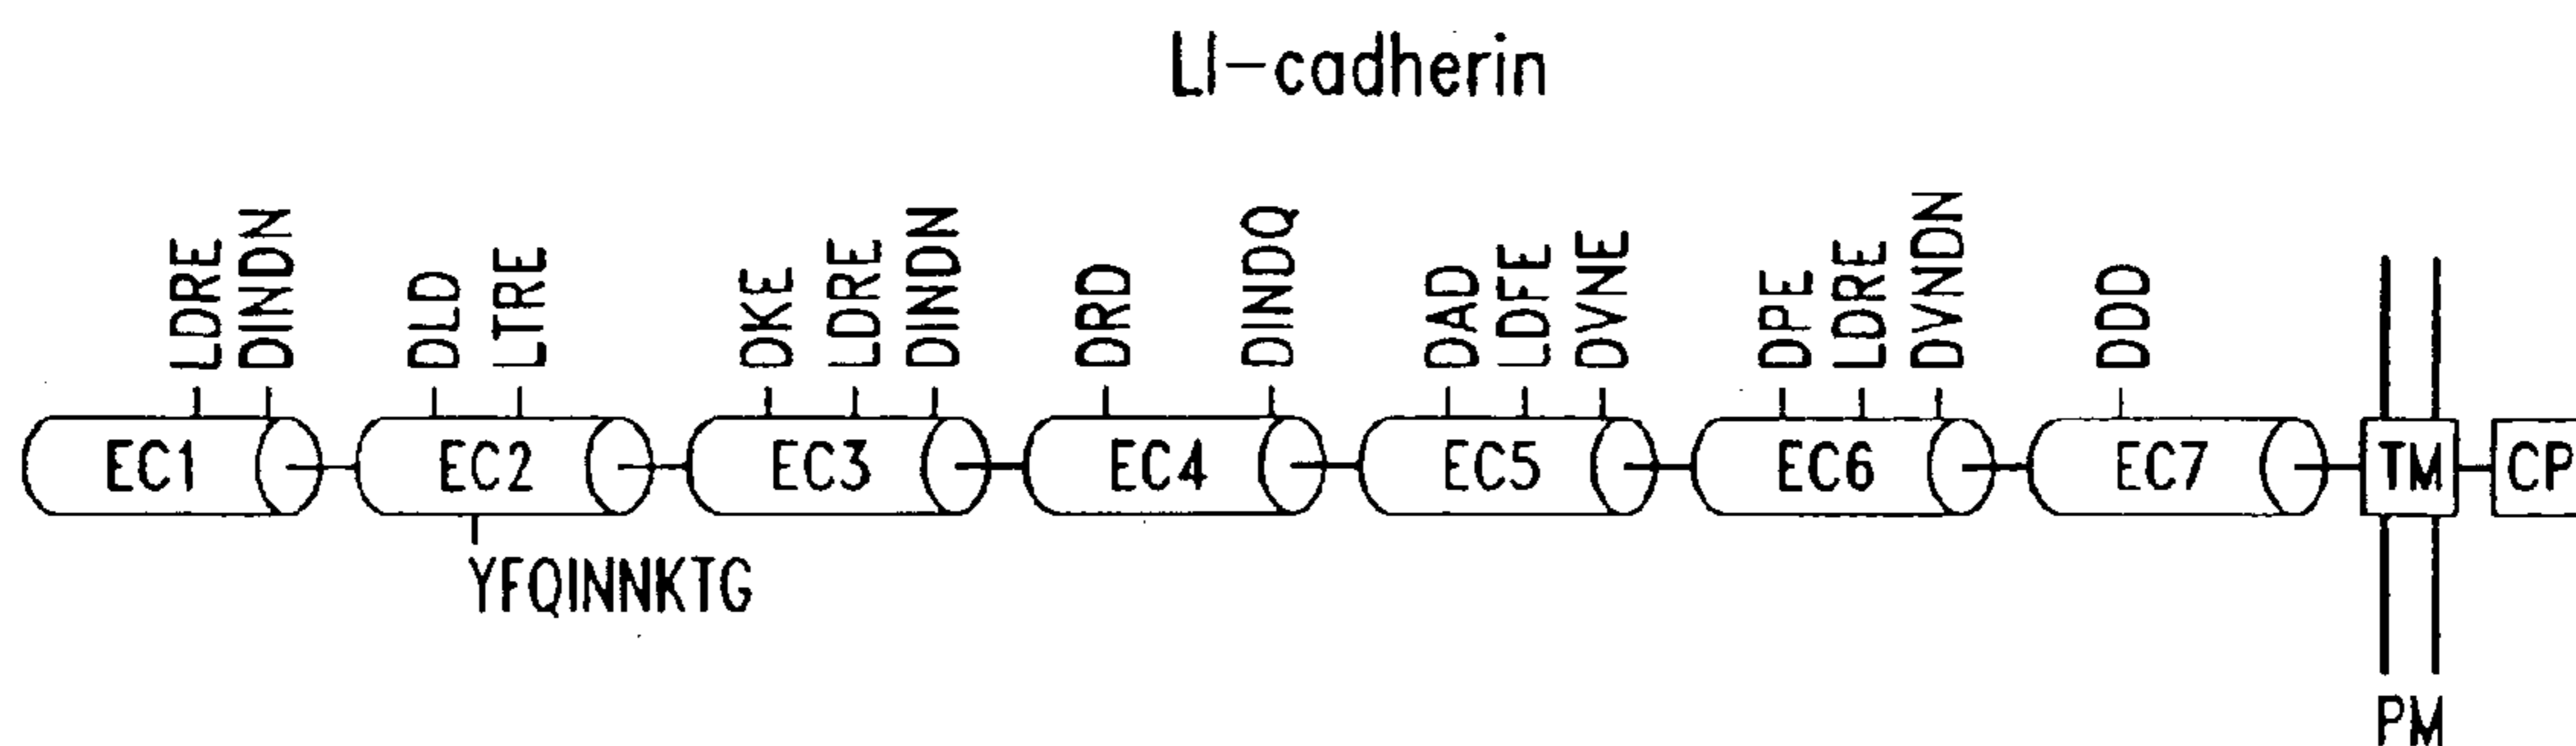 LI-cadherin
LDRE
DINDN
DLD
LTRE
DKE
LDRE
DINDN
DRD
DINDQ
DAD
LDFE
DVNE
DPE
LDRE
DVNDN
DDD
EC1
EC2
EC3
EC4
EC5
EC6
EC7
TM
CP
YFQINNKTG
PM